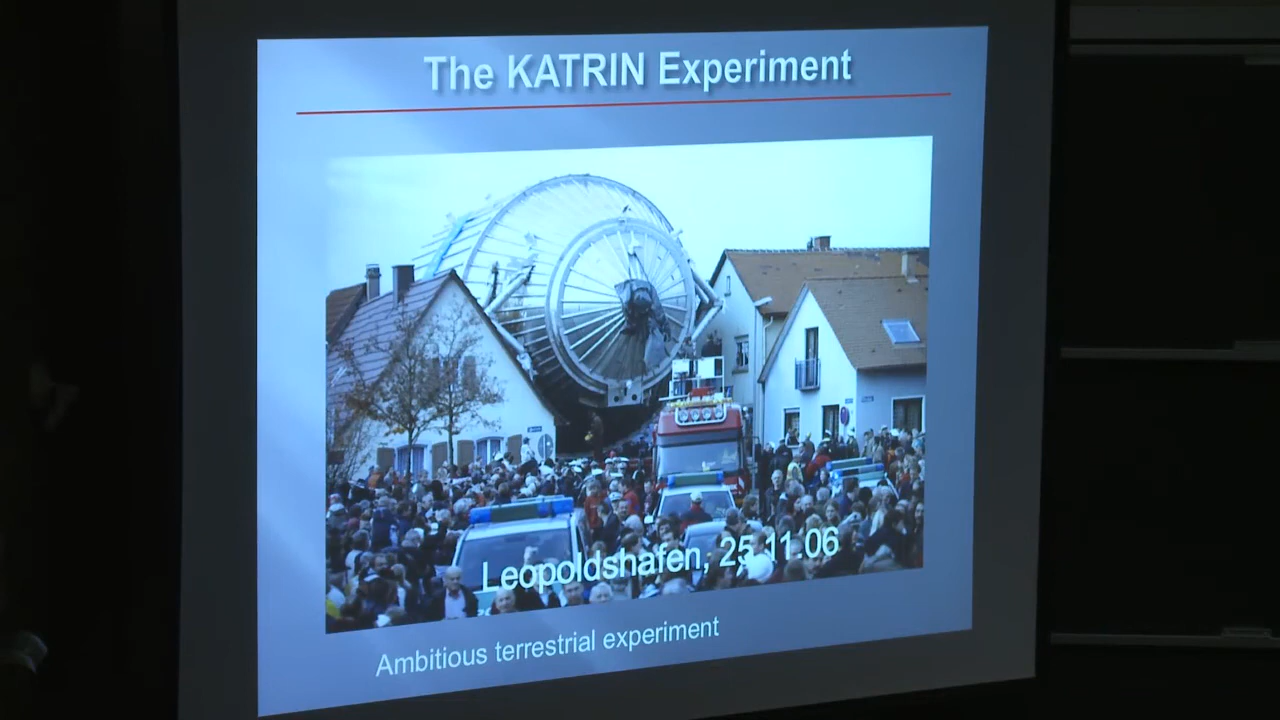 The KATRIN Experiment
Leopoldshafen, 25.11.06
Ambitious terrestrial experiment